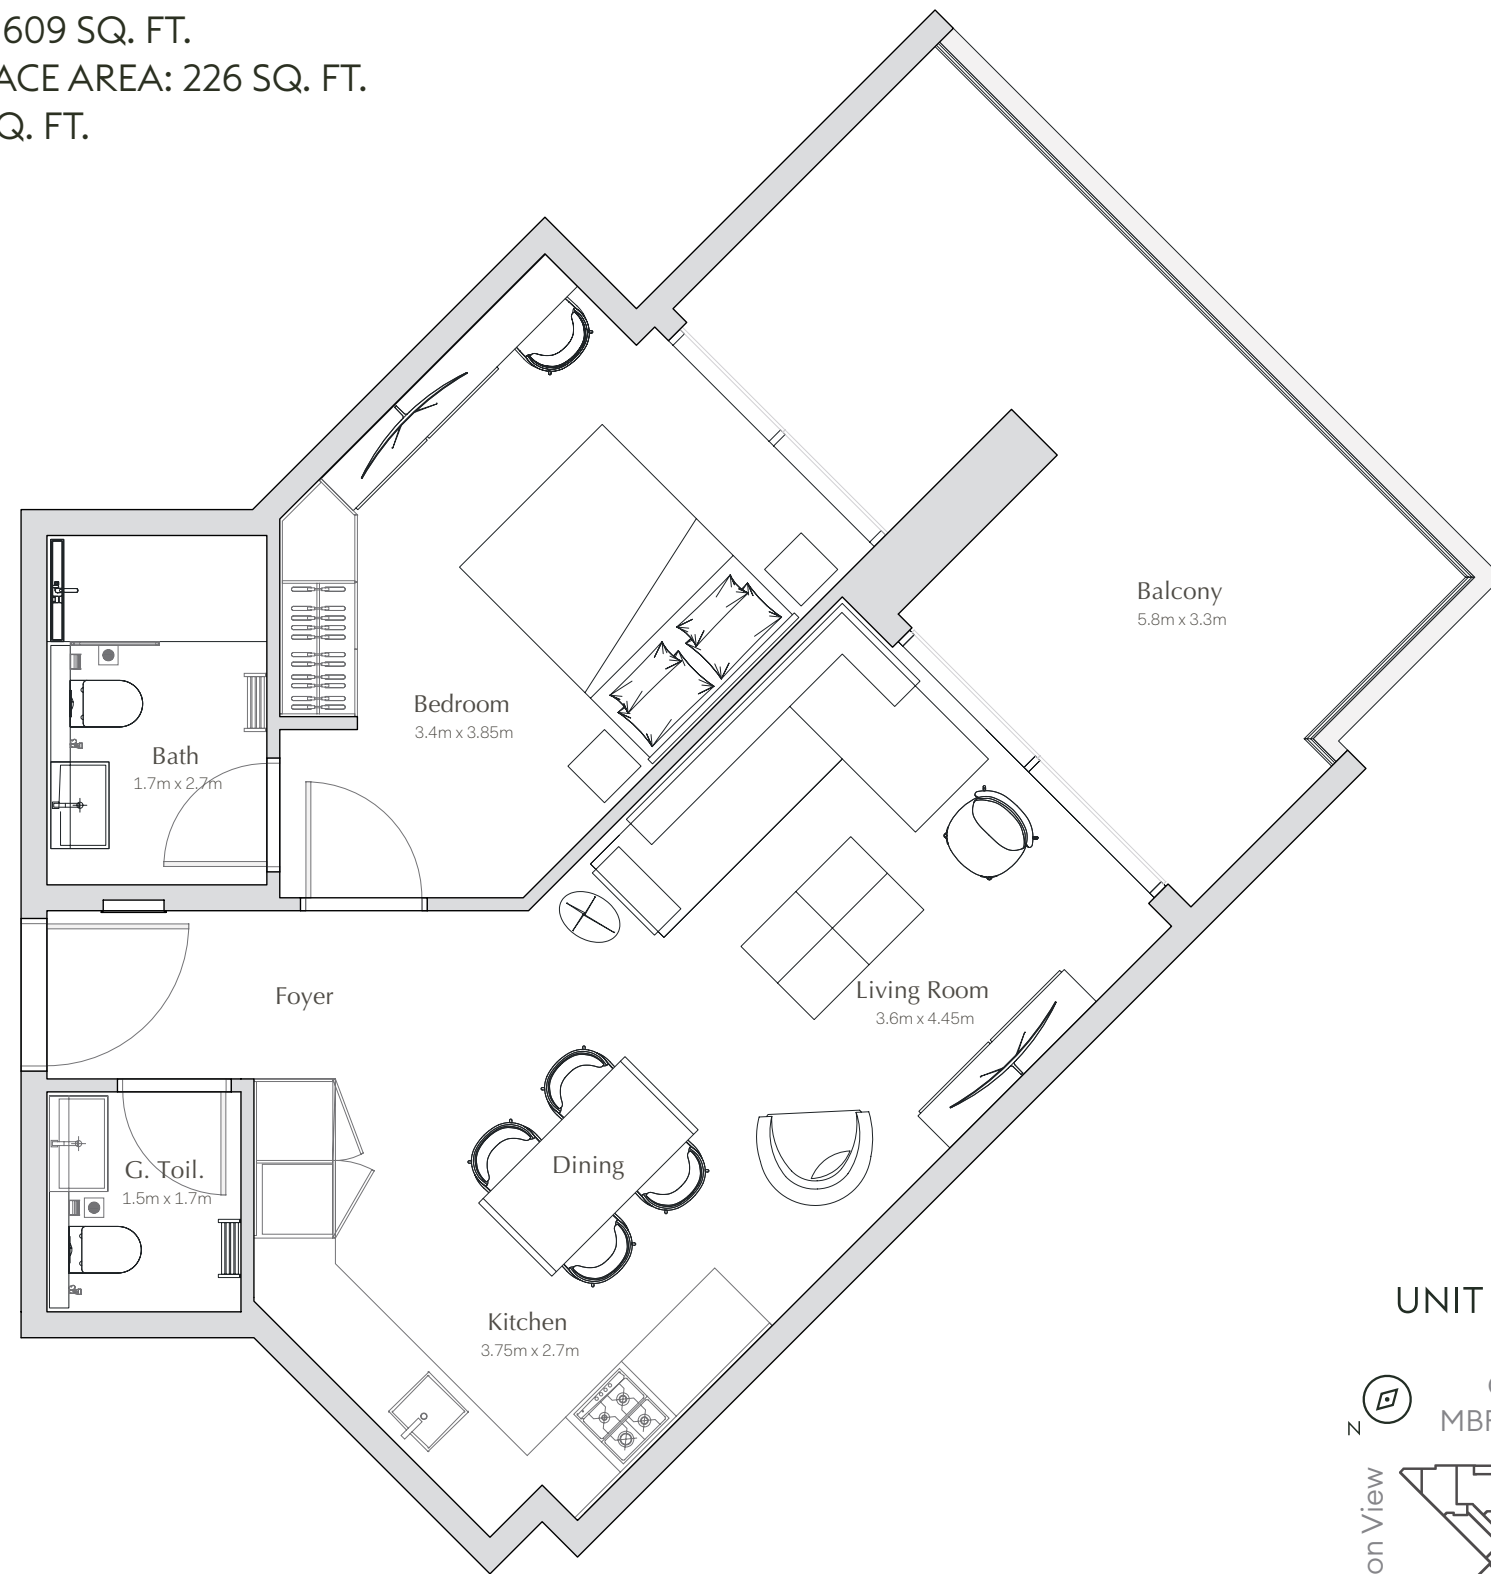 609 SQ. FT.
ACE AREA: 226 SQ. FT.
Q. FT.
Balcony
5.8m x 3.3m
Bedroom
3.4m x 3.85m
Bath
1.7m x 2.7m
Foyer
Living Room
3.6m x 4.45m
G. Toil.
1.5m x 1.7m
Dining
Kitchen
3.75m x 2.7m
UNIT
N
MBR
on View